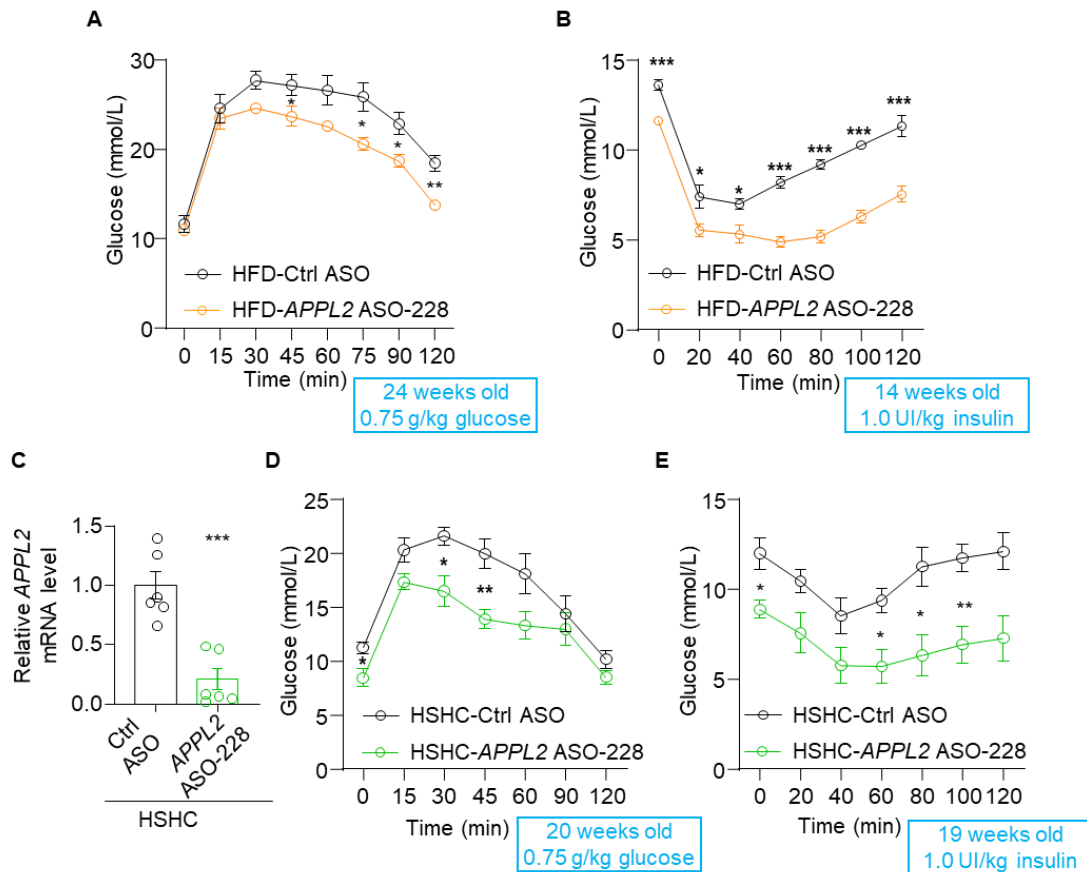 A
30
20
10
0
Glucose (mmol/L)
*
*
*
**
HFD-Ctrl ASO
HFD-APPL2 ASO-228
0 15 30 45 60 75 90 120
Time (min)
24 weeks old
0.75 g/kg glucose
B
15
10
5
0
Glucose (mmol/L)
***
*
*
***
***
***
***
HFD-Ctrl ASO
HFD-APPL2 ASO-228
0 20 40 60 80 100 120
Time (min)
14 weeks old
1.0 UI/kg insulin
C
1.5
1.0
0.5
0.0
Relative APPL2
mRNA level
***
Ctrl
ASO
APPL2
ASO-228
HSHC
D
25
20
15
10
5
0
Glucose (mmol/L)
*
*
**
HSHC-Ctrl ASO
HSHC-APPL2 ASO-228
0 15 30 45 60 90 120
Time (min)
20 weeks old
0.75 g/kg glucose
E
15
10
5
0
Glucose (mmol/L)
*
*
*
**
HSHC-Ctrl ASO
HSHC-APPL2 ASO-228
0 20 40 60 80 100 120
Time (min)
19 weeks old
1.0 UI/kg insulin